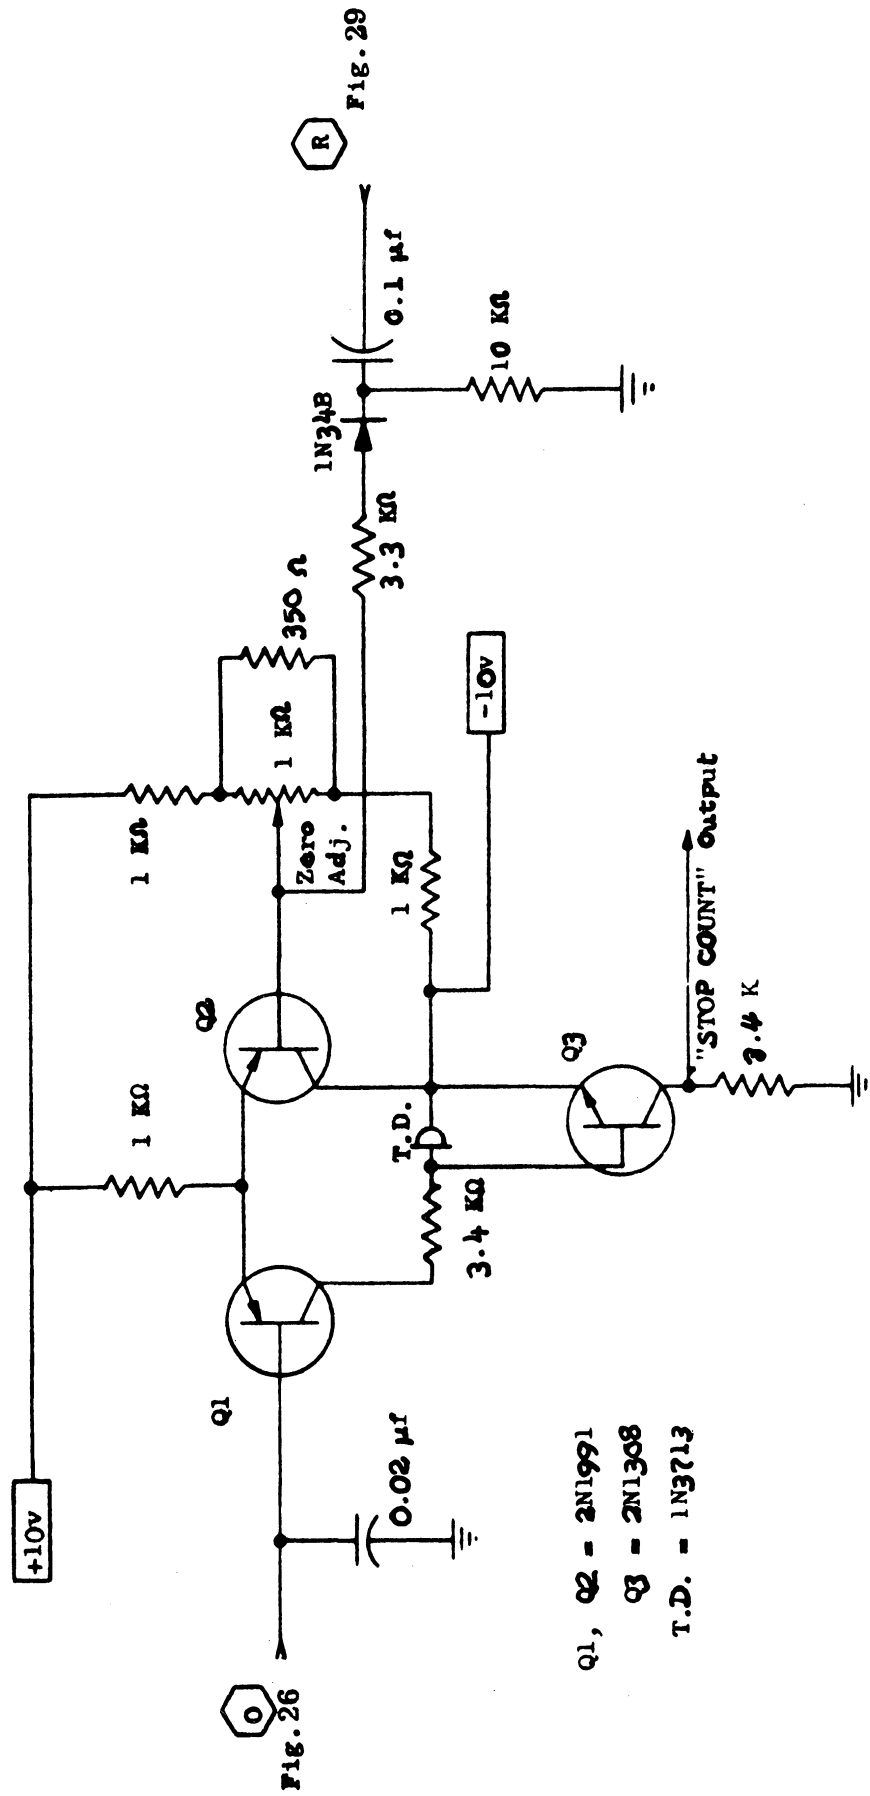 +10v
O
Fig.26
Q1
0.02 µf
1 KΩ
Q2
1 KΩ
Zero
Adj.
1 KΩ
350 Ω
3.3 KΩ
1N34B
0.1 µf
10 KΩ
R
Fig.29
3.4 KΩ
T.D.
1 KΩ
-10v
Q3
"STOP COUNT" output
K
Q1, Q2 = 2N1991
Q3 = 2N1308
T.D. = 1N3713